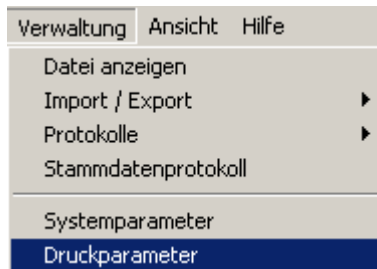 Verwaltung Ansicht Hilfe
Datei anzeigen
Import / Export
Protokolle
Stammdatenprotokoll
Systemparameter
Druckparameter